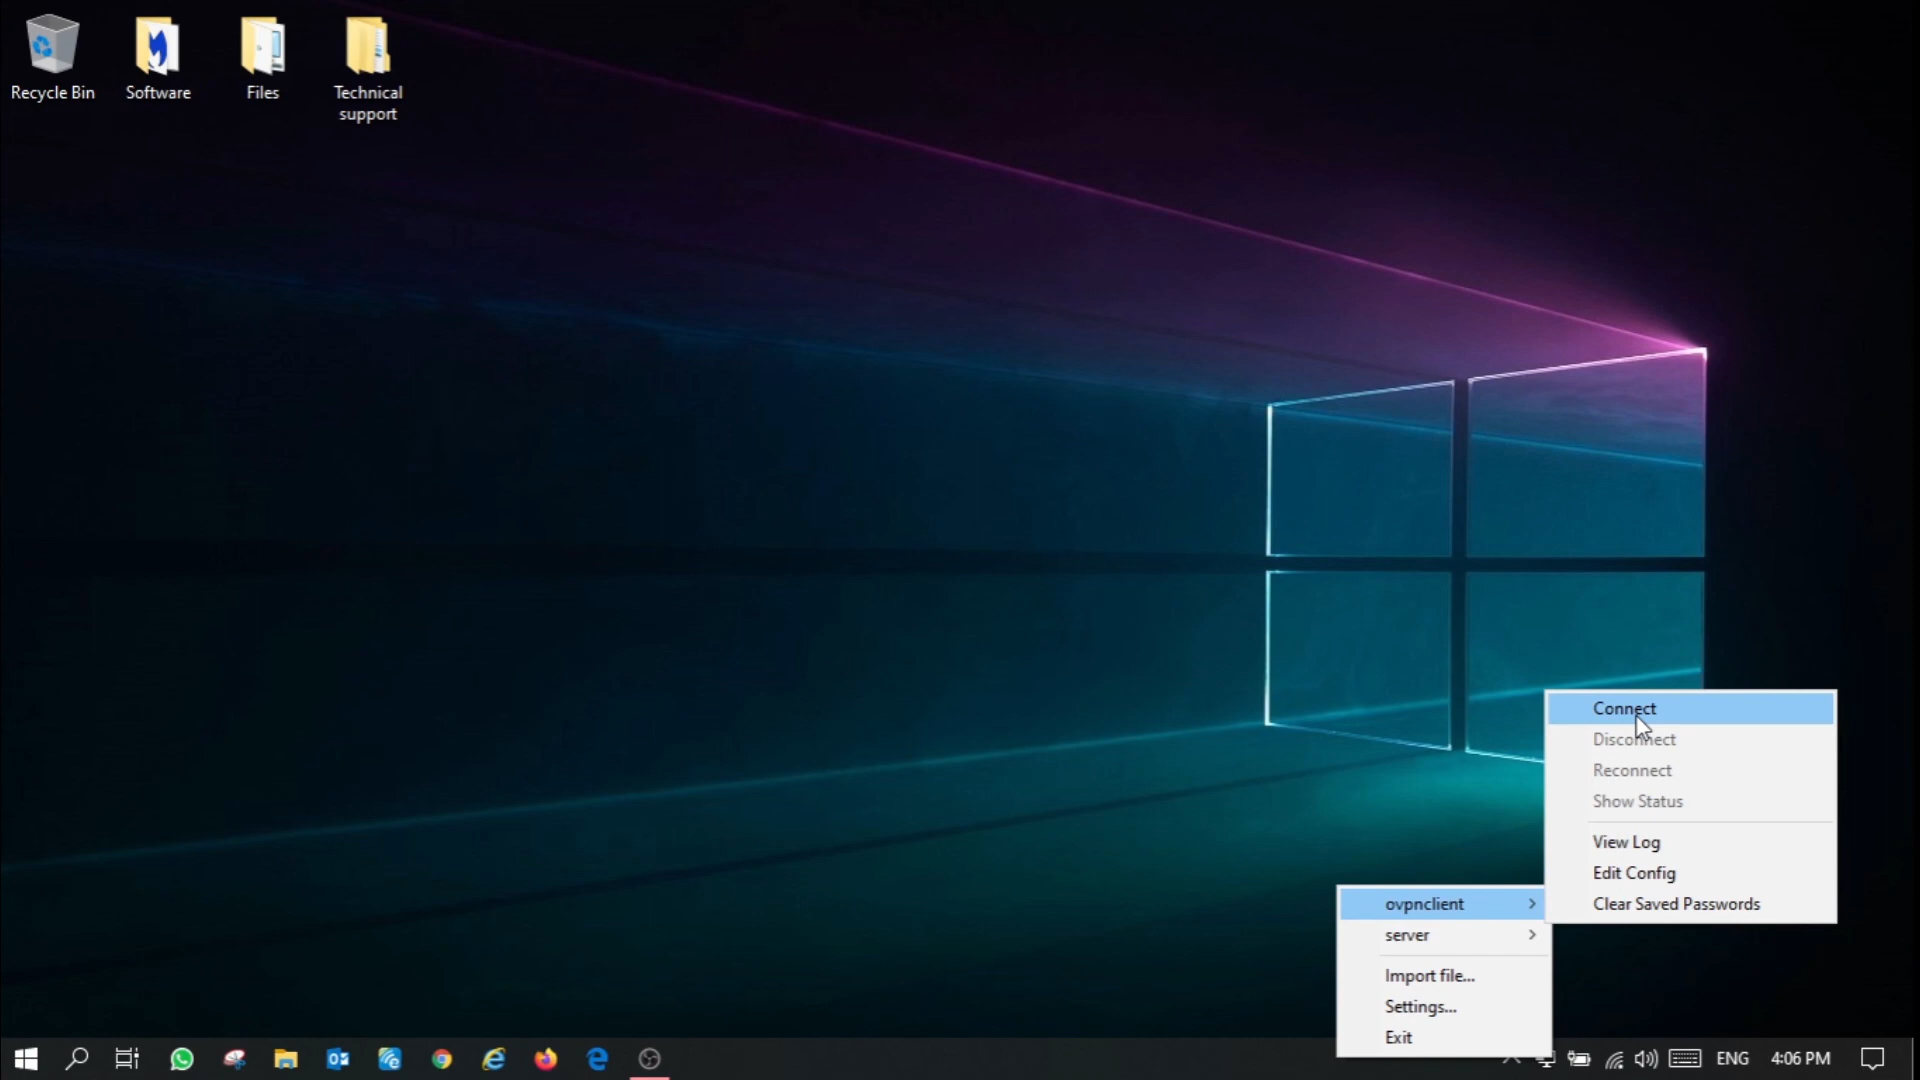 Recycle Bin
Software
Files
Technical
support
Connect
Disconnect
Reconnect
Show Status
View Log
Edit Config
Clear Saved Passwords
ovpnclient
server
Import file...
Settings...
Exit
ENG
4:06 PM